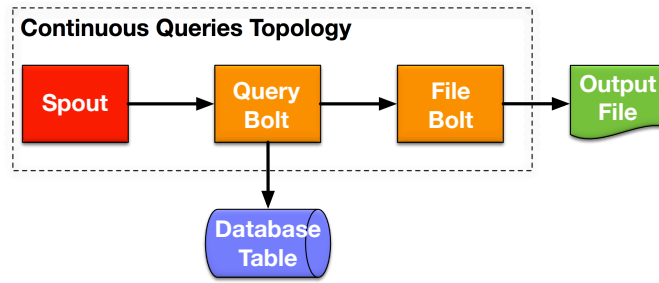 Continuous Queries Topology
Spout
Query
Bolt
File
Bolt
Output
File
Database
Table